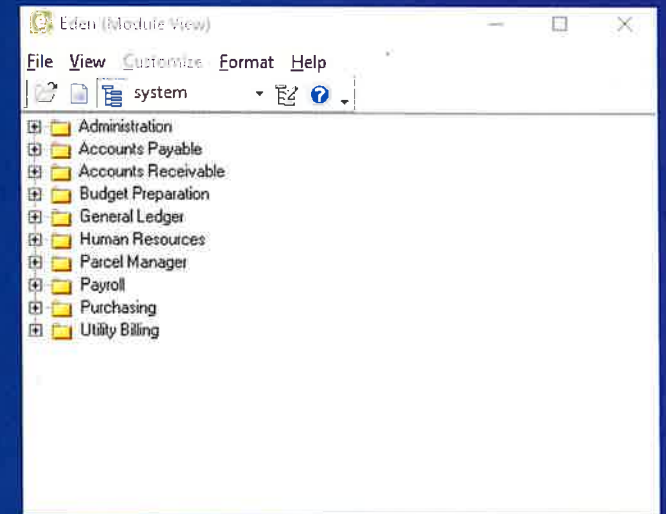 Eden (Module View)
File View Customize Format Help
system
Administration
Accounts Payable
Accounts Receivable
Budget Preparation
General Ledger
Human Resources
Parcel Manager
Payroll
Purchasing
Utility Billing